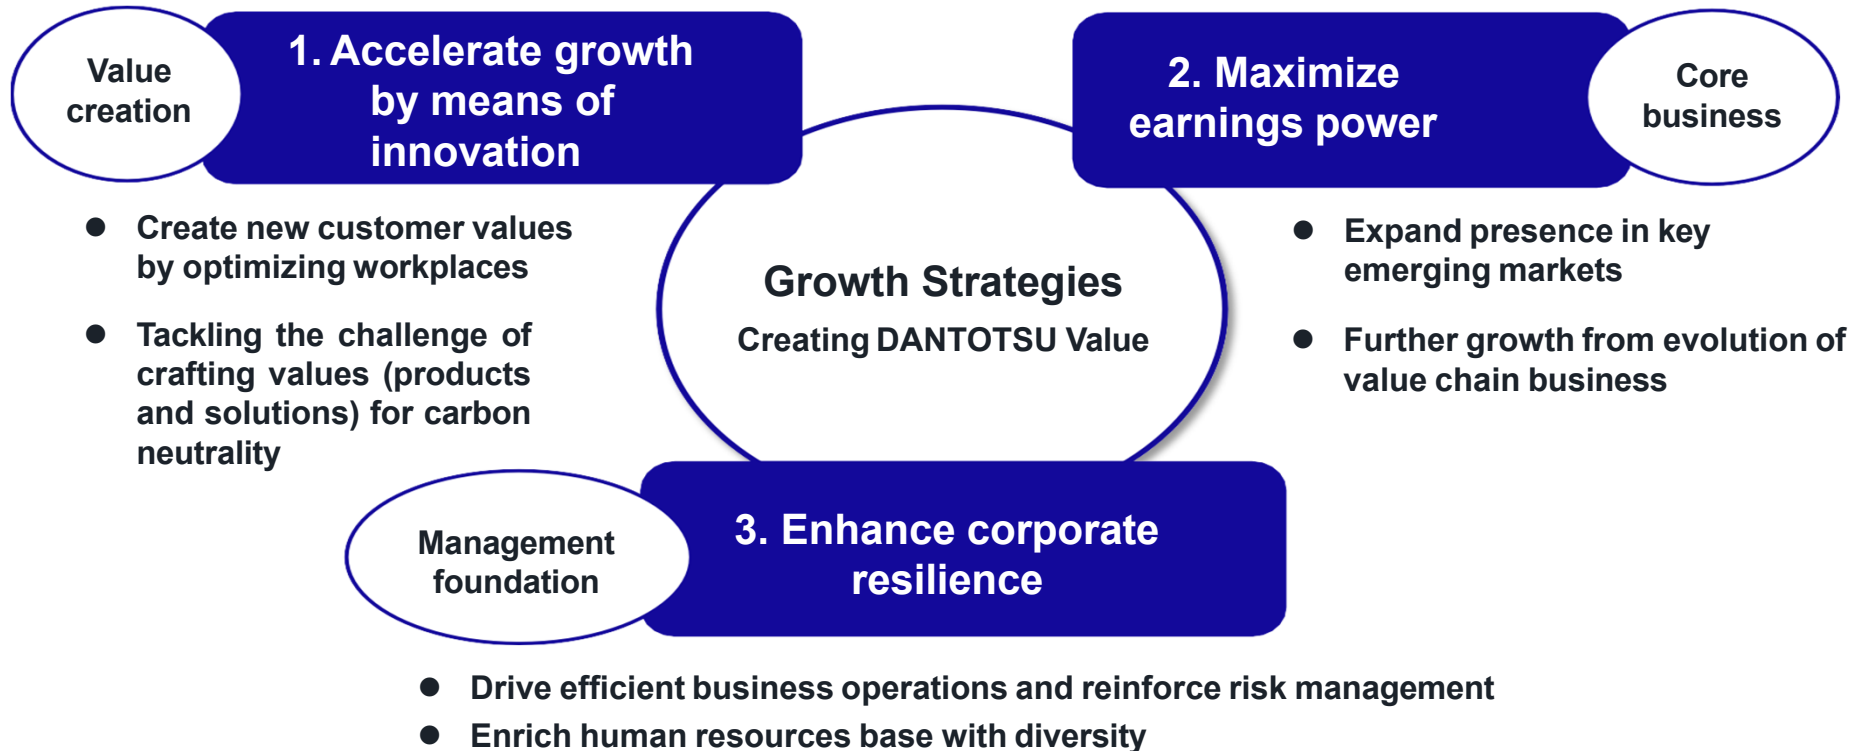 Value
creation
1. Accelerate growth
by means of
innovation
2. Maximize
earnings power
Core
business
● Create new customer values
by optimizing workplaces
● Tackling the challenge of
crafting values (products
and solutions) for carbon
neutrality
Growth Strategies
Creating DANTOTSU Value
● Expand presence in key
emerging markets
● Further growth from evolution of
value chain business
Management
foundation
3. Enhance corporate
resilience
● Drive efficient business operations and reinforce risk management
● Enrich human resources base with diversity